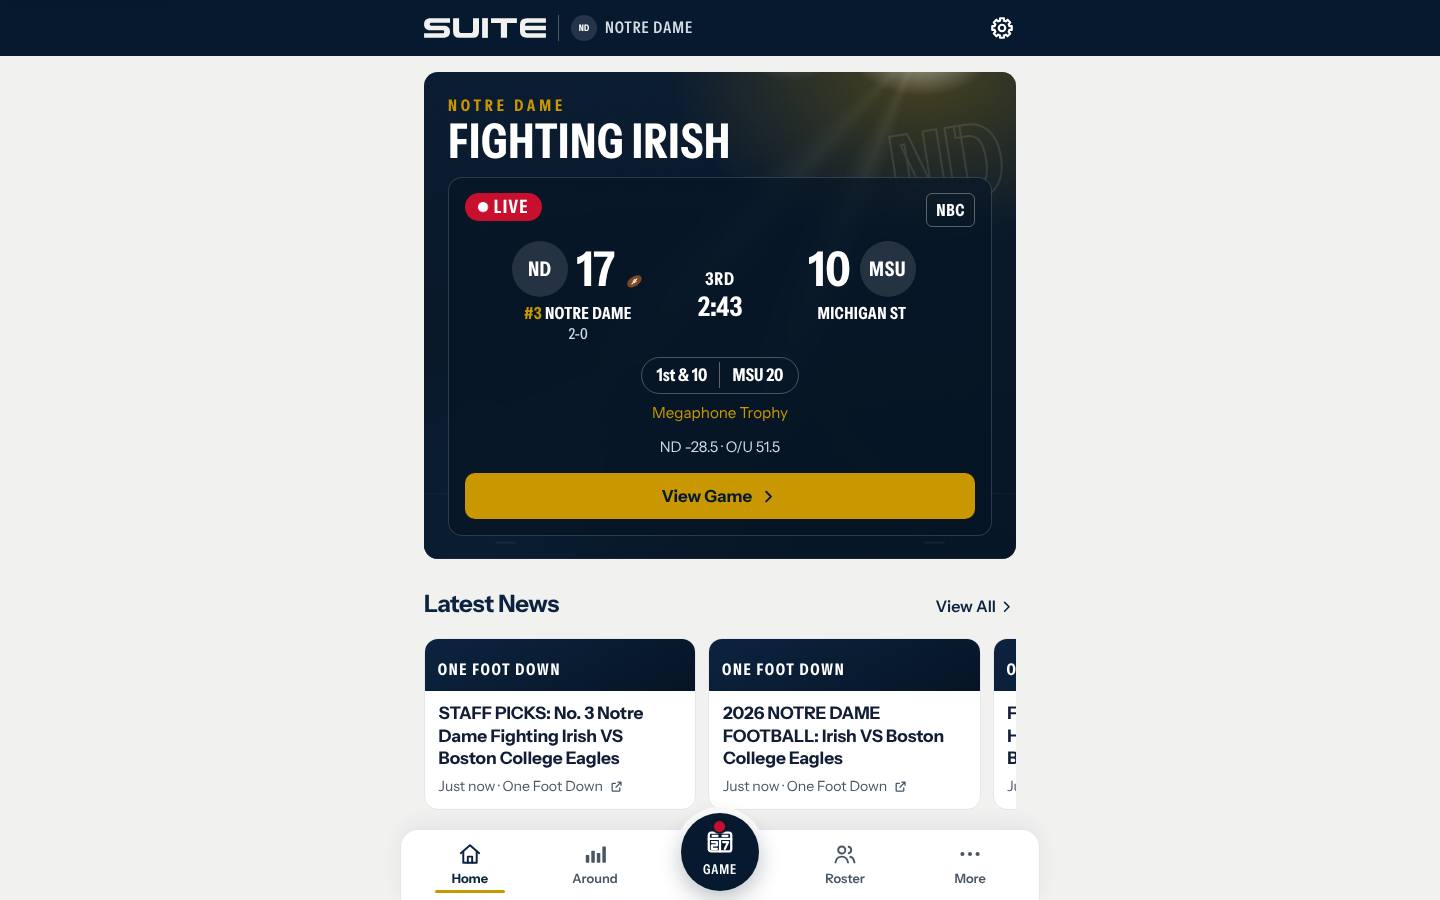 SUITE
ND NOTRE DAME
NOTRE DAME
FIGHTING IRISH
ND
LIVE
NBC
ND 17
3RD
2:43
10 MSU
#3 NOTRE DAME
2-0
MICHIGAN ST
1st & 10 | MSU 20
Megaphone Trophy
ND -28.5 · O/U 51.5
View Game
Latest News
View All
ONE FOOT DOWN
STAFF PICKS: No. 3 Notre
Dame Fighting Irish VS
Boston College Eagles
Just now · One Foot Down
ONE FOOT DOWN
2026 NOTRE DAME
FOOTBALL: Irish VS Boston
College Eagles
Just now · One Foot Down
Home
Around
GAME
Roster
More